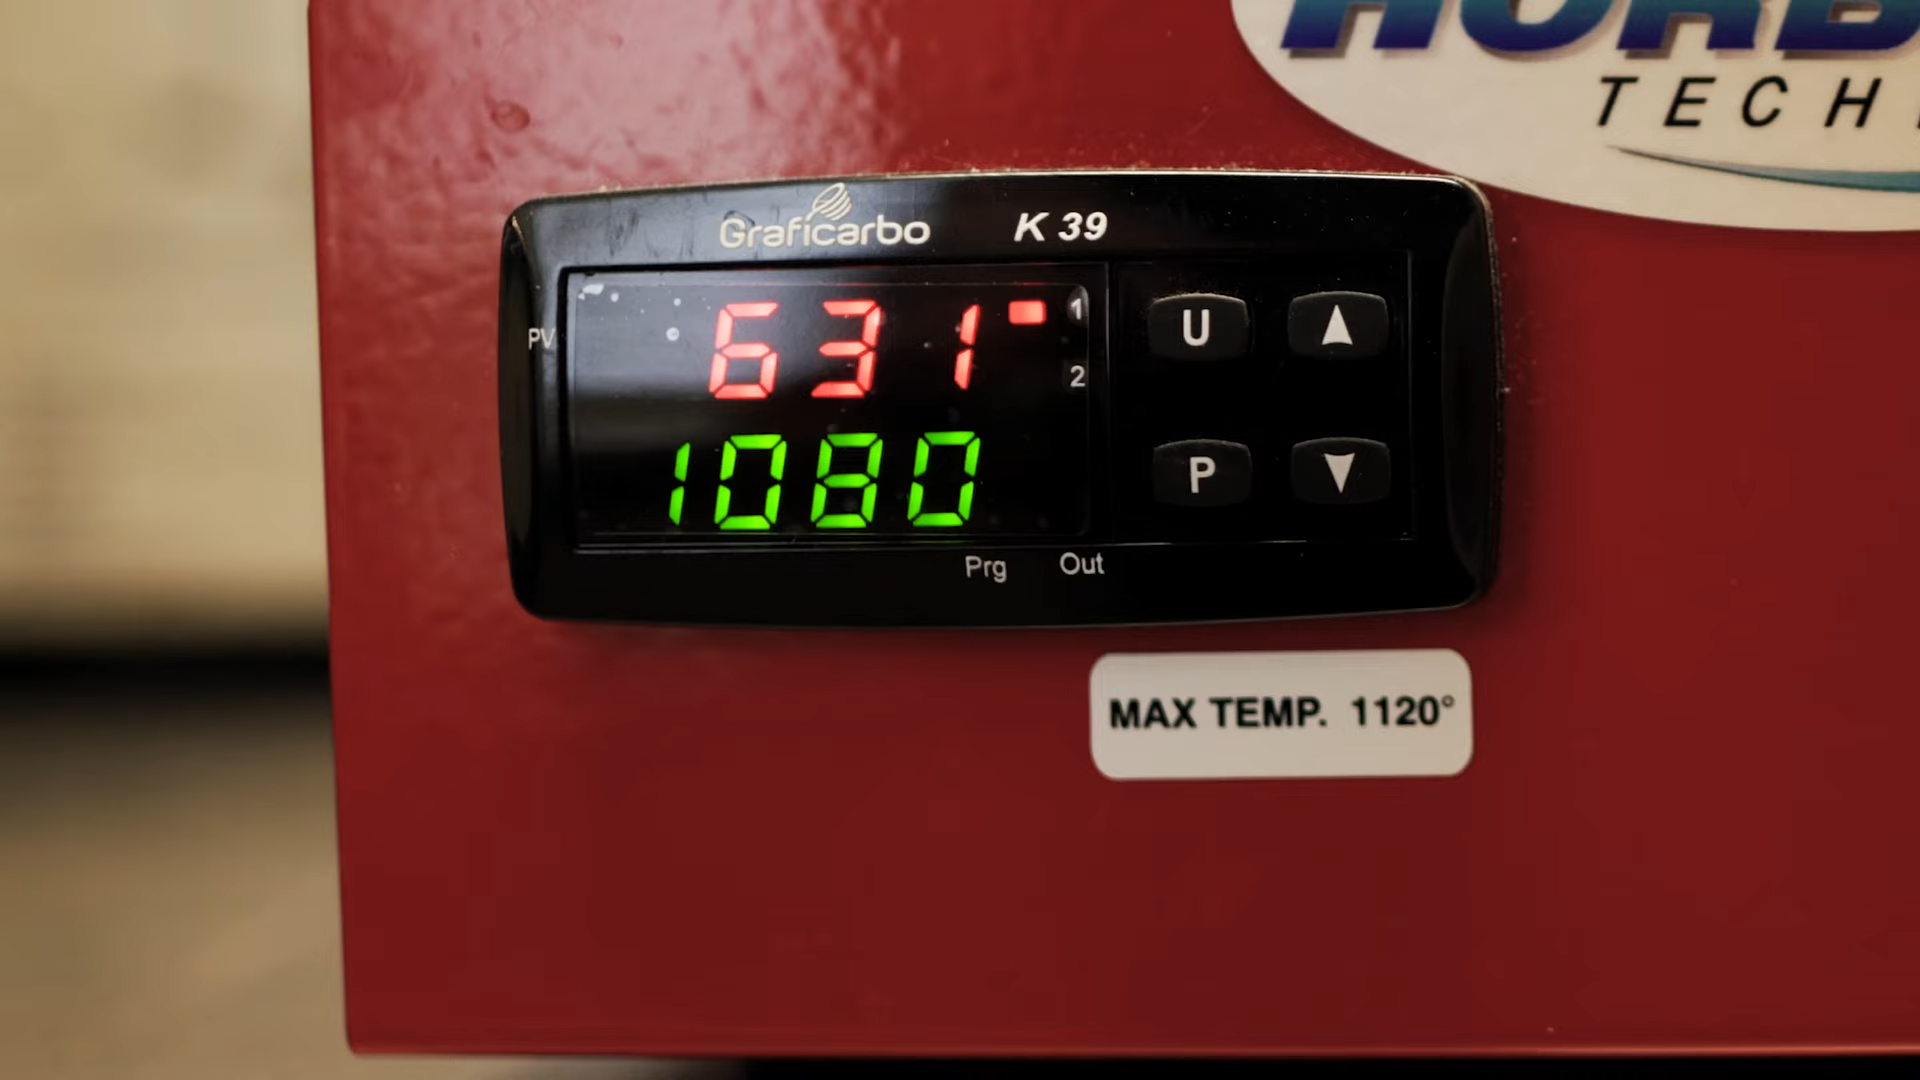 TECH
Graficarbo K 39
PV 631 1
2
1080
U
P
Prg Out
MAX TEMP. 1120°